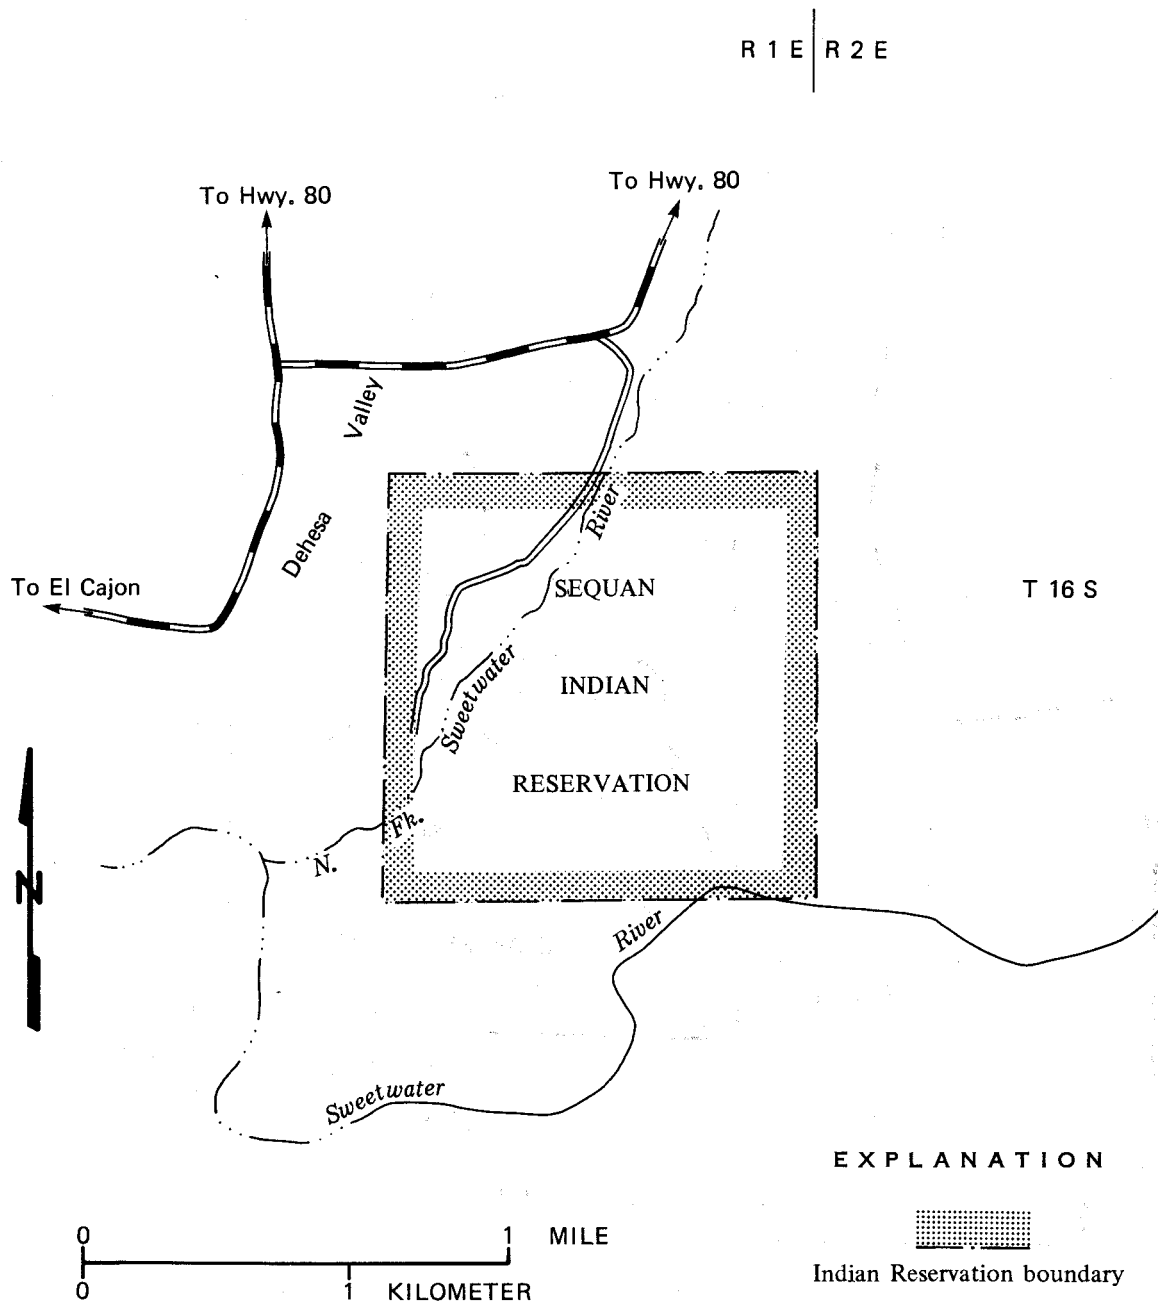 R 1 E R 2 E
To Hwy. 80
To Hwy. 80
Valley
Dehesa
River
To El Cajon
SEQUAN
T 16 S
Sweetwater
INDIAN
RESERVATION
Fk.
N.
N
River
Sweetwater
EXPLANATION
0 1 MILE
0 1 KILOMETER
Indian Reservation boundary